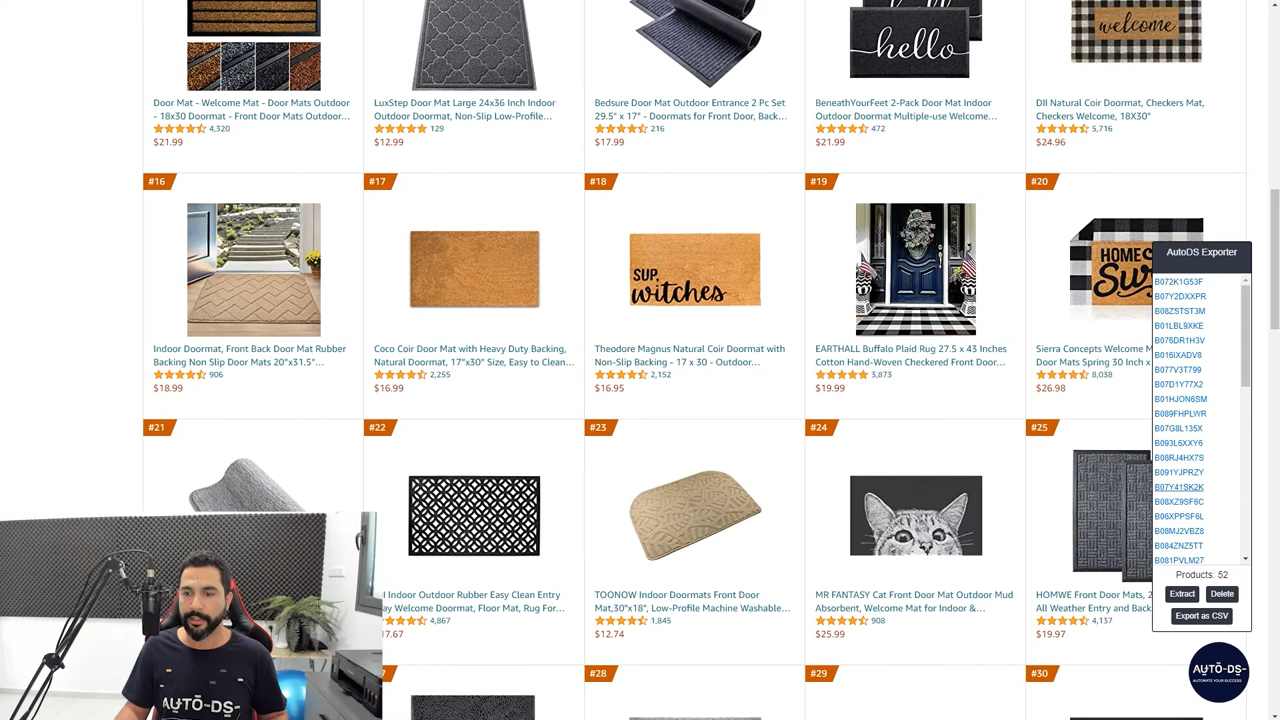 hello
welcome
Door Mat - Welcome Mat - Door Mats Outdoor
- 18x30 Doormat - Front Door Mats Outdoor...
4,320
$21.99
LuxStep Door Mat Large 24x36 Inch Indoor
Outdoor Doormat, Non-Slip Low-Profile...
129
$12.99
Bedsure Door Mat Outdoor Entrance 2 Pc Set
29.5" x 17" - Doormats for Front Door, Back...
216
$17.99
BeneathYourFeet 2-Pack Door Mat Indoor
Outdoor Doormat Multiple-use Welcome...
472
$21.99
DII Natural Coir Doormat, Checkers Mat,
Checkers Welcome, 18X30"
5,716
$24.96
#16
#17
#18
#19
#20
SUP,
witches
HOME
Indoor Doormat, Front Back Door Mat Rubber
Backing Non Slip Door Mats 20"x31.5"...
906
$18.99
Coco Coir Door Mat with Heavy Duty Backing,
Natural Doormat, 17"x30" Size, Easy to Clean...
2,255
$16.99
Theodore Magnus Natural Coir Doormat with
Non-Slip Backing - 17 x 30 - Outdoor...
2,152
$16.95
EARTHALL Buffalo Plaid Rug 27.5 x 43 Inches
Cotton Hand-Woven Checkered Front Door...
3,873
$19.99
Sierra Concepts Welcome M
Door Mats Spring 30 Inch x
8,038
$26.98
#21
#22
#23
#24
#25
Indoor Outdoor Rubber Easy Clean Entry
Welcome Doormat, Floor Mat, Rug For...
4,867
7.67
TOONOW Indoor Doormats Front Door
Mat,30"x18", Low-Profile Machine Washable...
1,845
$12.74
MR FANTASY Cat Front Door Mat Outdoor Mud
Absorbent, Welcome Mat for Indoor &...
908
$25.99
HOMWE Front Door Mats, 2
All Weather Entry and Back
4,137
$19.97
#28
#29
#30
AutoDS Exporter
B072K1G53F
B07Y2DXXPR
B08ZSTST3M
B01LBL9XKE
B076DR1H3V
B016IXADV8
B077V3T799
B07D1Y77X2
B01HJON6SM
B089FHPLWR
B07G8L135X
B093L6XXY6
B08RJ4HX7S
B091YJPRZY
B07Y41SK2K
B08XZ9SF6C
B06XPPSF6L
B08MJ2VBZ8
B084ZNZ5TT
B081PVLM27
Products: 52
Extract
Delete
Export as CSV
AUTO-DS-
AUTOMATE YOUR SUCCESS
AUTO-DS-